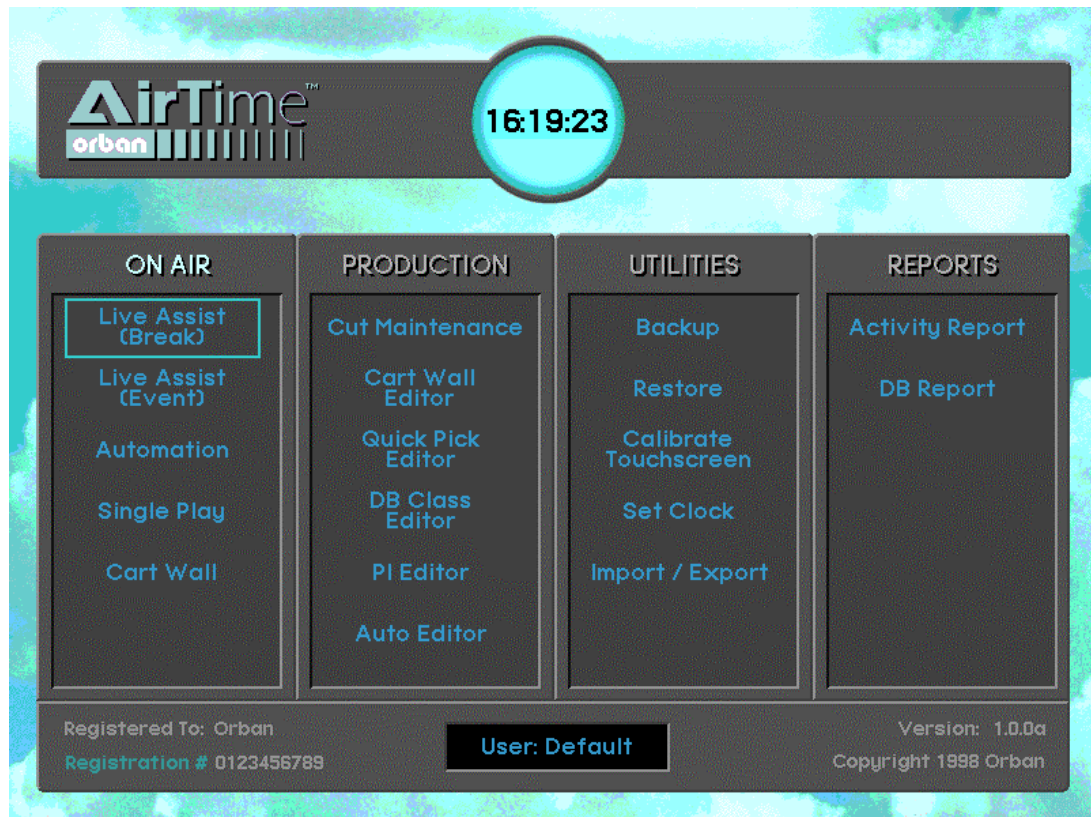 AirTime™
orban
16:19:23
ON AIR
Live Assist
(Break)
Live Assist
(Event)
Automation
Single Play
Cart Wall
PRODUCTION
Cut Maintenance
Cart Wall
Editor
Quick Pick
Editor
DB Class
Editor
PI Editor
Auto Editor
UTILITIES
Backup
Restore
Calibrate
Touchscreen
Set Clock
Import / Export
REPORTS
Activity Report
DB Report
Registered To: Orban
Registration # 0123456789
User: Default
Version: 1.0.0a
Copyright 1998 Orban